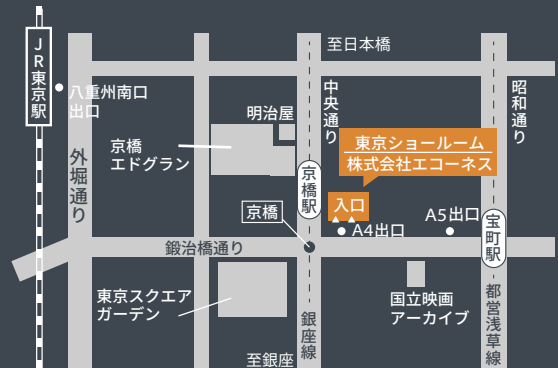 至日本橋
JR東京駅
八重州南口
出口
外堀通り
明治屋
京橋
エドグラン
中央通り
昭和通り
東京ショールーム
株式会社エコーネス
京橋駅
入口
京橋
A4出口
A5出口
宝町駅
鍛治橋通り
東京スクエア
ガーデン
国立映画
アーカイブ
銀座線
都営浅草線
至銀座